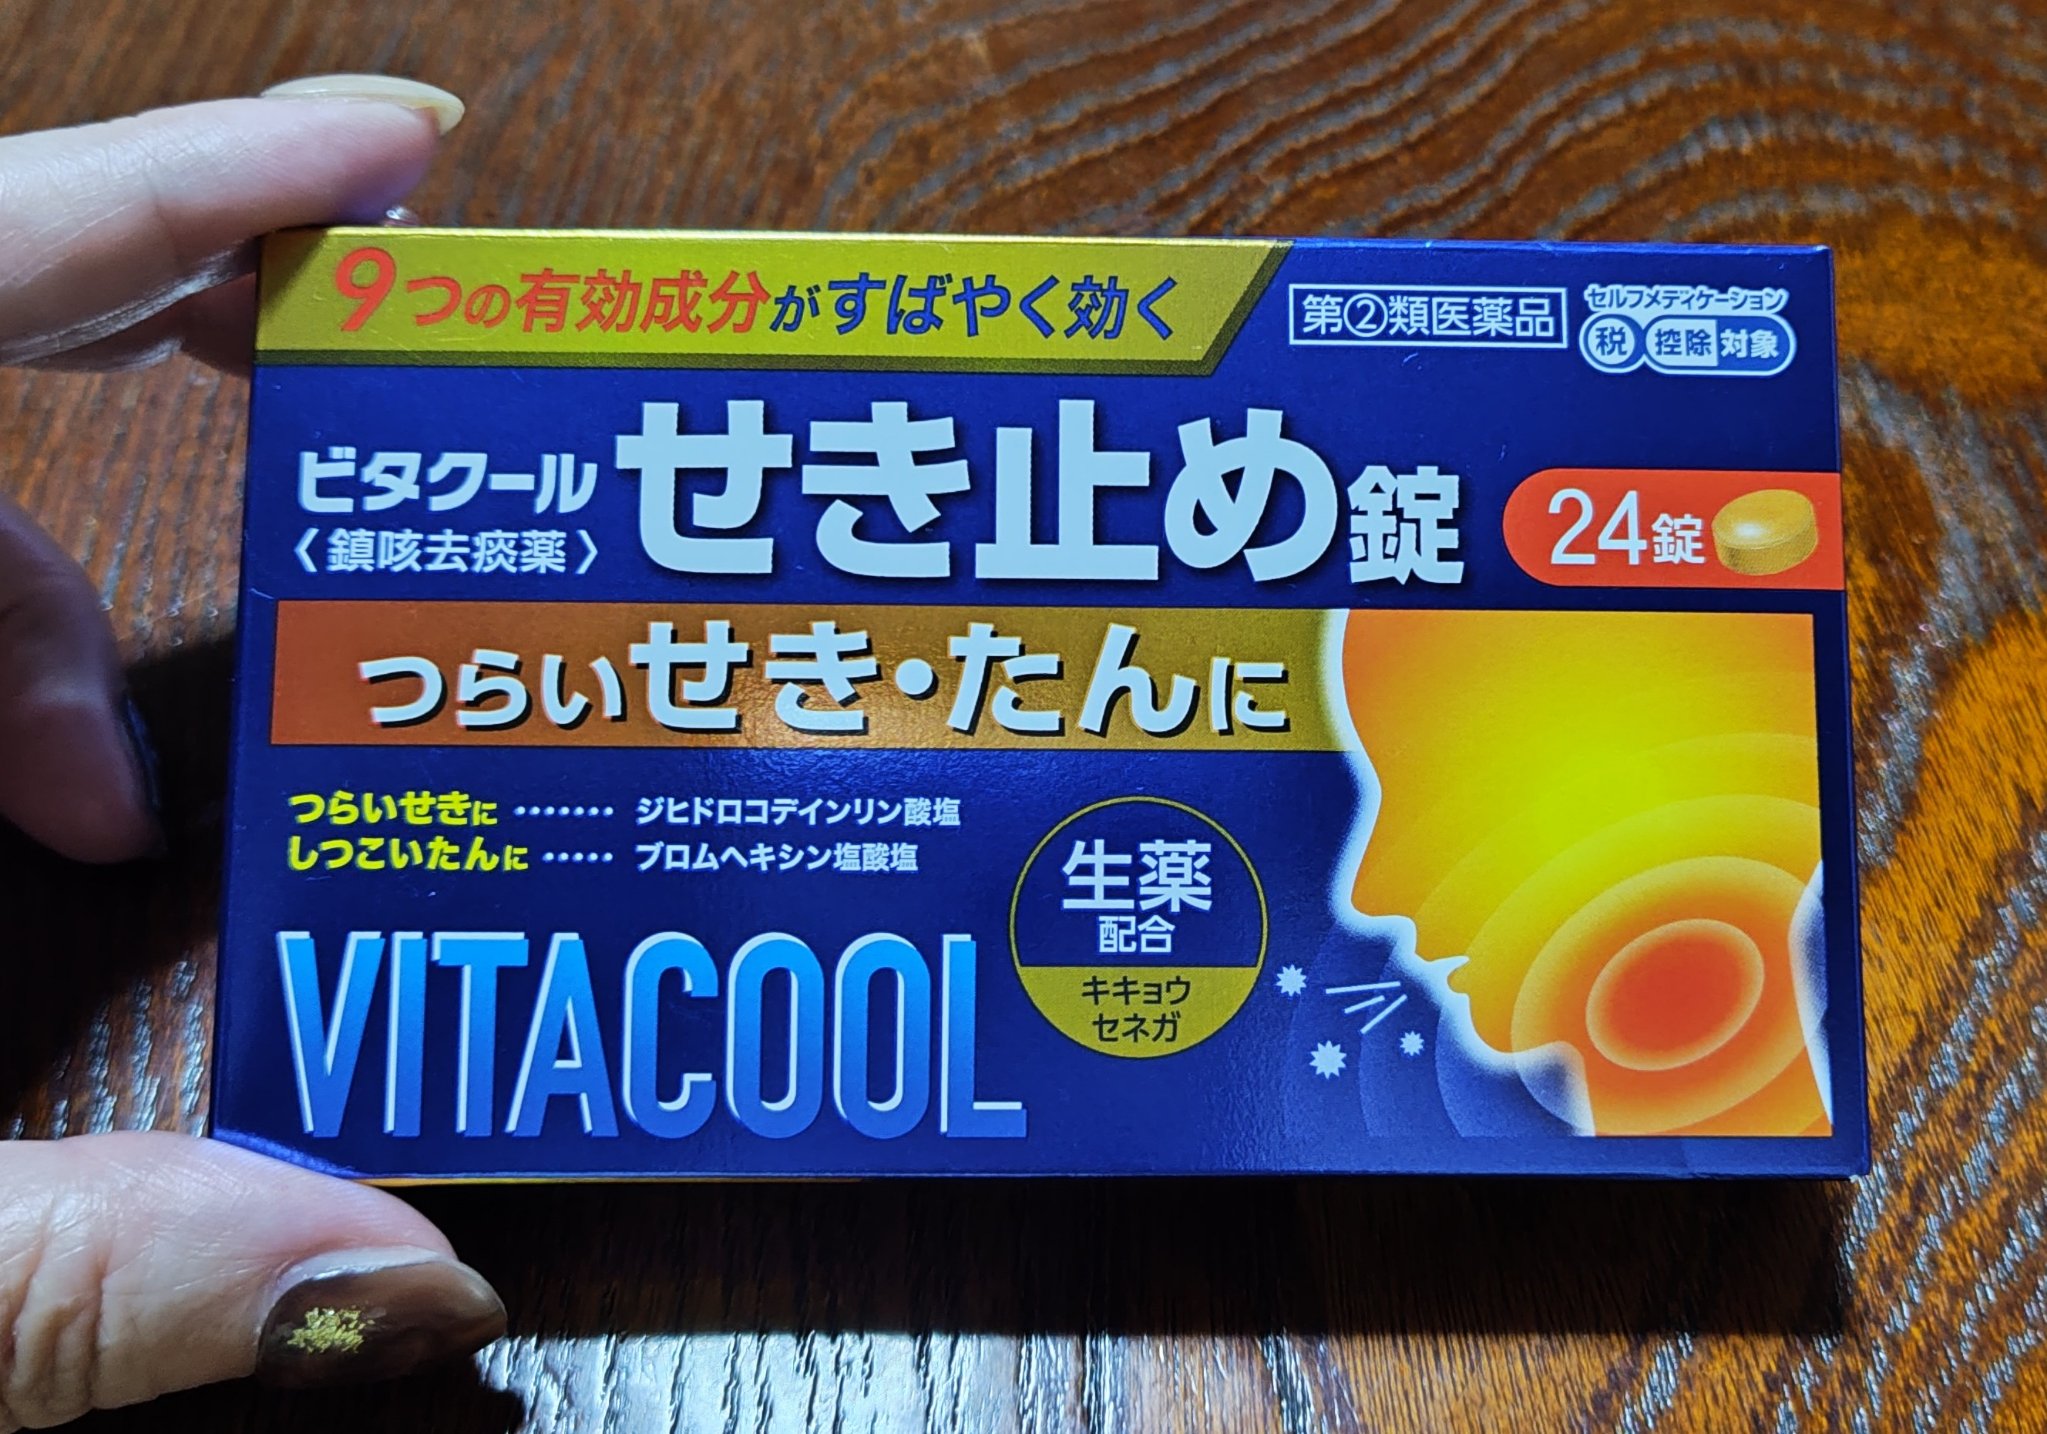 9つの有効成分がすばやく効く
第②類医薬品
セルフメディケーション
税 控除 対象
ビタクール
〈鎮咳去痰薬〉
せき止め錠
24錠
つらいせき・たんに
つらいせきに ······· ジヒドロコデインリン酸塩
しつこいたんに ····· ブロムヘキシン塩酸塩
生薬
配合
キキョウ
セネガ
VITACOOL